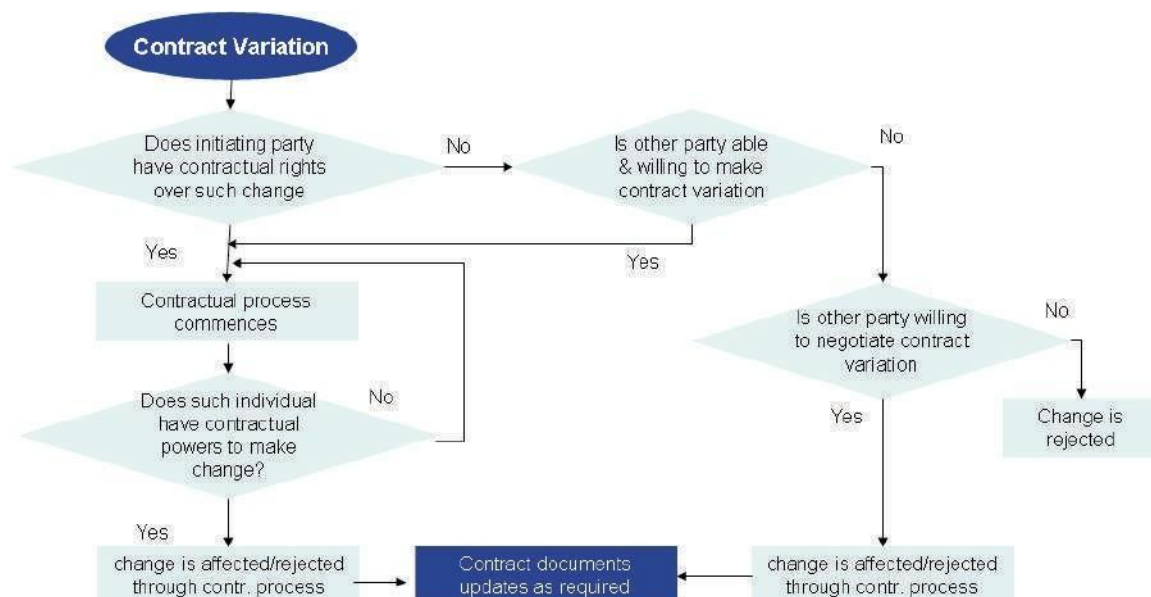 Contract Variation
Does initiating party
have contractual rights
over such change
No
Is other party able
& willing to make
contract variation
No
Yes
Yes
Contractual process
commences
Is other party willing
to negotiate contract
variation
No
Does such individual
have contractual
powers to make
change?
No
Yes
Change is
rejected
Yes
change is affected/rejected
through contr. process
Contract documents
updates as required
change is affected/rejected
through contr. process